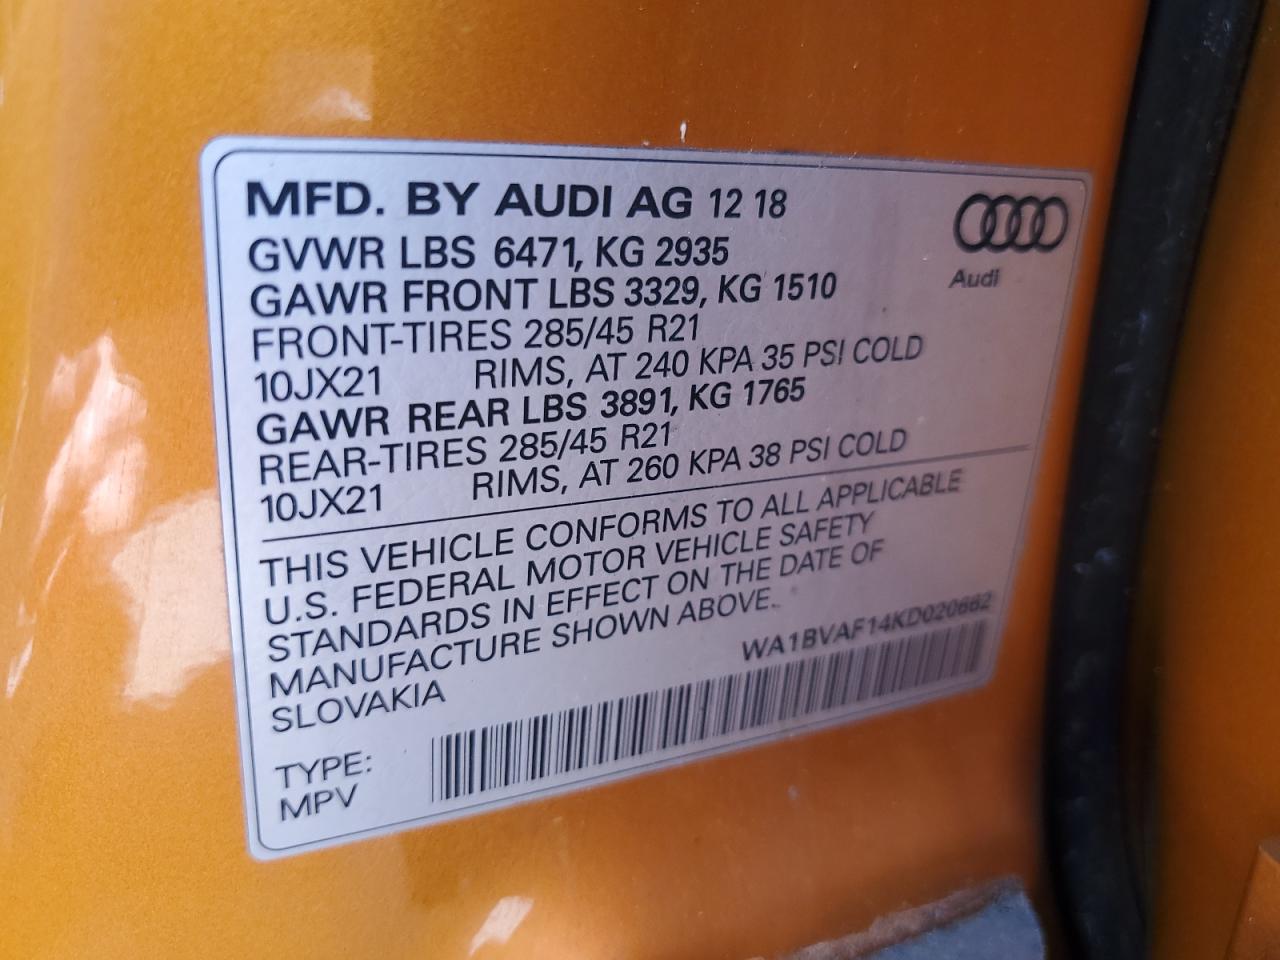 MFD. BY AUDI AG 12 18
Audi
GVWR LBS 6471, KG 2935
GAWR FRONT LBS 3329, KG 1510
FRONT-TIRES 285/45 R21
10JX21 RIMS, AT 240 KPA 35 PSI COLD
GAWR REAR LBS 3891, KG 1765
REAR-TIRES 285/45 R21
10JX21 RIMS, AT 260 KPA 38 PSI COLD
THIS VEHICLE CONFORMS TO ALL APPLICABLE
U.S. FEDERAL MOTOR VEHICLE SAFETY
STANDARDS IN EFFECT ON THE DATE OF
MANUFACTURE SHOWN ABOVE.
SLOVAKIA
WA1BVAF14KD020662
TYPE:
MPV